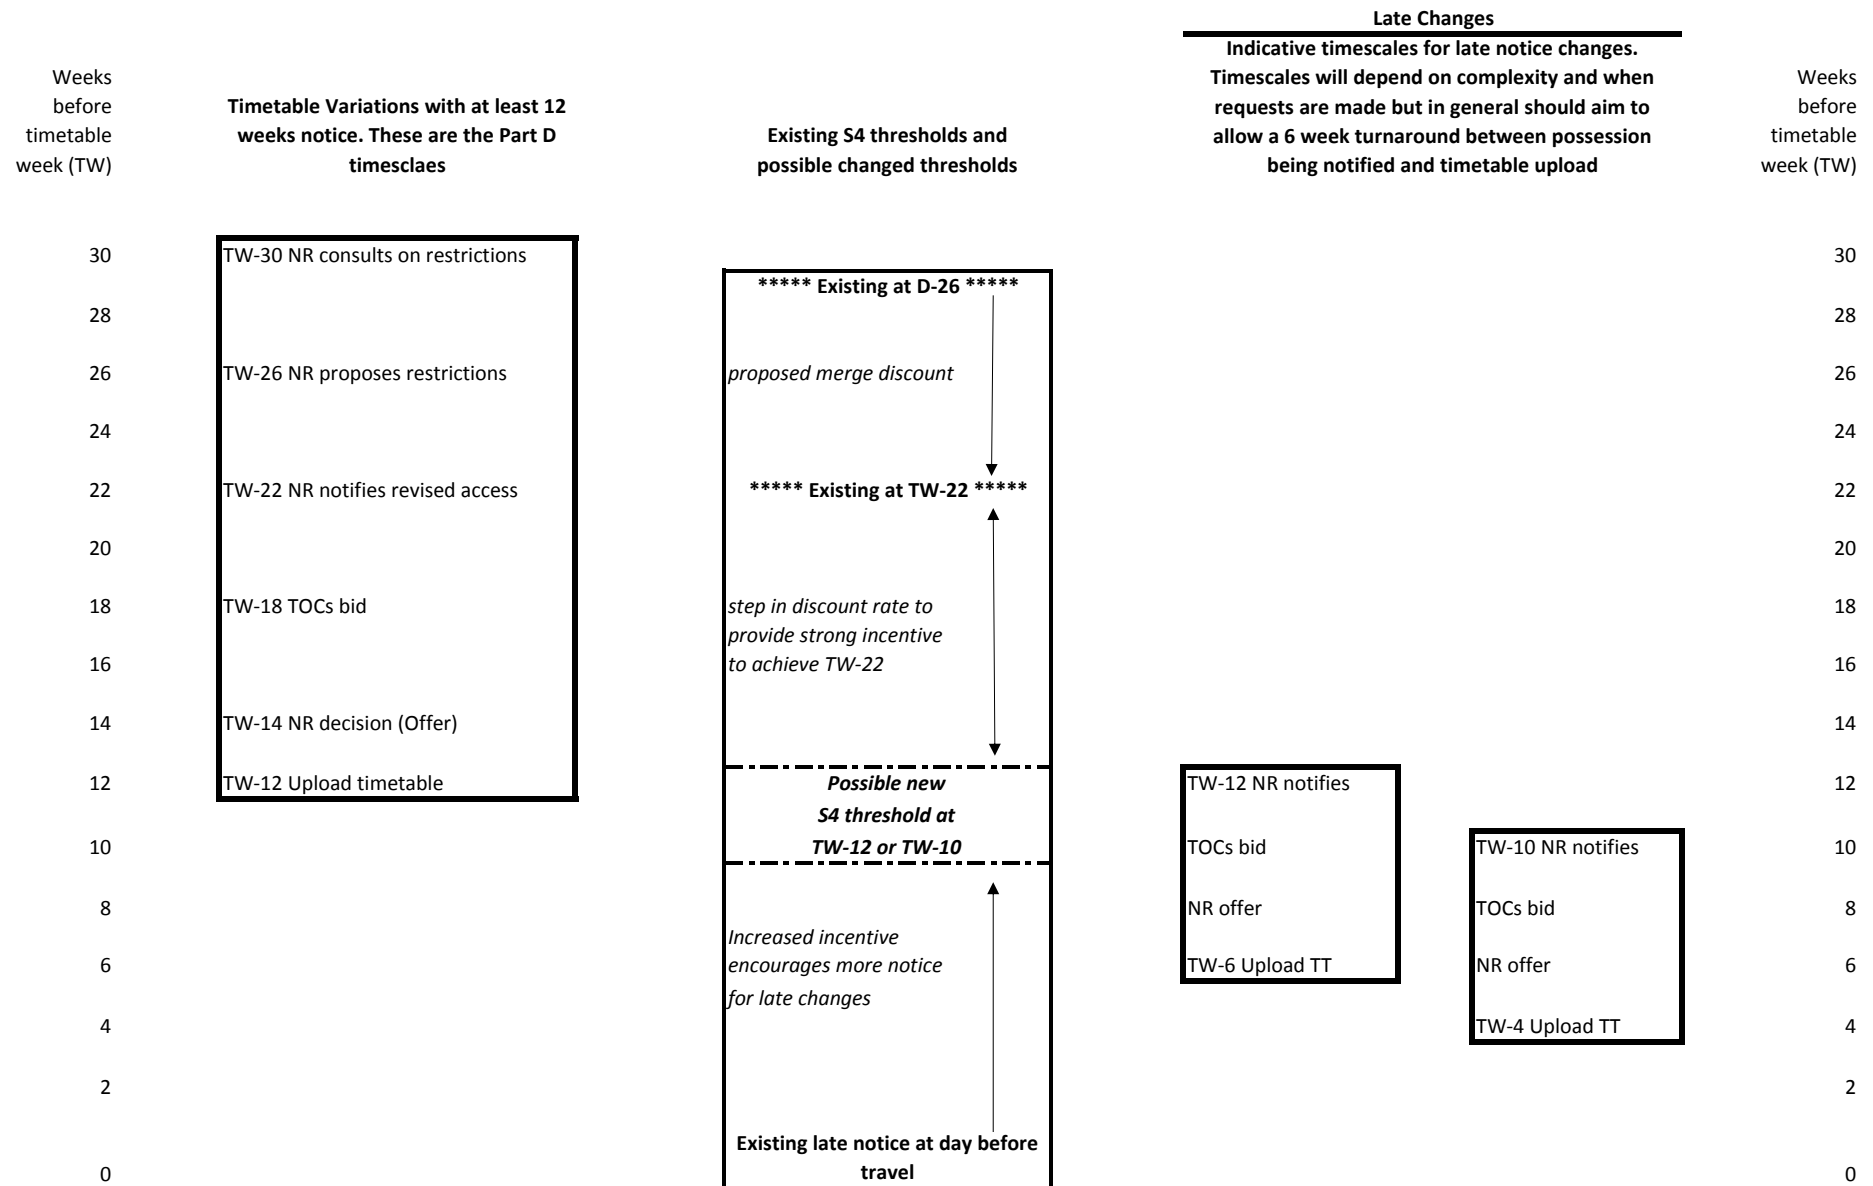 Late Changes
Weeks
before
timetable
week (TW)
Timetable Variations with at least 12
weeks notice. These are the Part D
timesclaes
Existing S4 thresholds and
possible changed thresholds
Indicative timescales for late notice changes.
Timescales will depend on complexity and when
requests are made but in general should aim to
allow a 6 week turnaround between possession
being notified and timetable upload
Weeks
before
timetable
week (TW)
30
28
26
24
22
20
18
16
14
12
10
8
6
4
2
0
TW-30 NR consults on restrictions
TW-26 NR proposes restrictions
TW-22 NR notifies revised access
TW-18 TOCs bid
TW-14 NR decision (Offer)
TW-12 Upload timetable
***** Existing at D-26 *****
proposed merge discount
***** Existing at TW-22 *****
step in discount rate to
provide strong incentive
to achieve TW-22
Possible new
S4 threshold at
TW-12 or TW-10
Increased incentive
encourages more notice
for late changes
Existing late notice at day before
travel
TW-12 NR notifies
TOCs bid
NR offer
TW-6 Upload TT
TW-10 NR notifies
TOCs bid
NR offer
TW-4 Upload TT
30
28
26
24
22
20
18
16
14
12
10
8
6
4
2
0